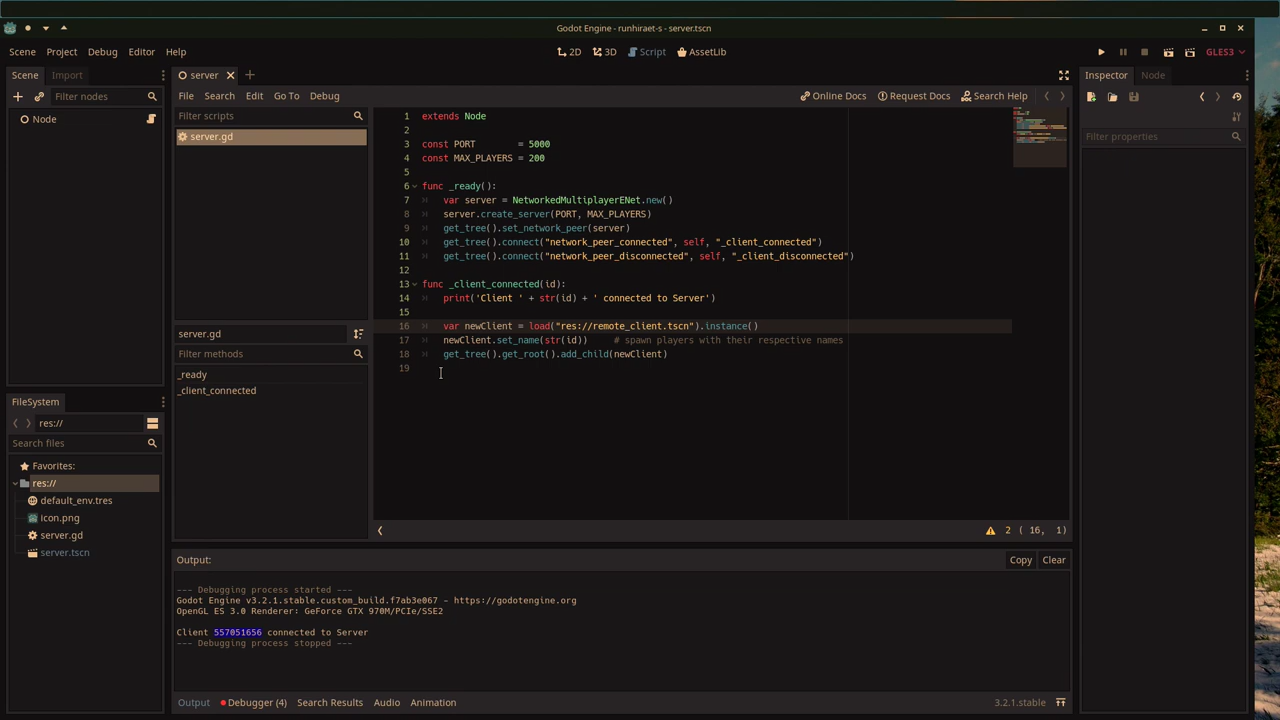 Godot Engine - runhiraet-s - server.tscn
Scene Project Debug Editor Help
2D 3D Script AssetLib
GLES3
Scene Import
Filter nodes
Node
server
File Search Edit Go To Debug
Online Docs Request Docs Search Help
Filter scripts
server.gd
server.gd
Filter methods
_ready
_client_connected
1 extends Node
2
3 const PORT = 5000
4 const MAX_PLAYERS = 200
5
6 func _ready():
7 var server = NetworkedMultiplayerENet.new()
8 server.create_server(PORT, MAX_PLAYERS)
9 get_tree().set_network_peer(server)
10 get_tree().connect("network_peer_connected", self, "_client_connected")
11 get_tree().connect("network_peer_disconnected", self, "_client_disconnected")
12
13 func _client_connected(id):
14 print('Client ' + str(id) + ' connected to Server')
15
16 var newClient = load("res://remote_client.tscn").instance()
17 newClient.set_name(str(id)) # spawn players with their respective names
18 get_tree().get_root().add_child(newClient)
19
2 ( 16, 1)
FileSystem
res://
Search files
Favorites:
res://
default_env.tres
icon.png
server.gd
server.tscn
Output:
Copy Clear
--- Debugging process started ---
Godot Engine v3.2.1.stable.custom_build.f7ab3e067 - https://godotengine.org
OpenGL ES 3.0 Renderer: GeForce GTX 970M/PCIe/SSE2
Client 557051656 connected to Server
--- Debugging process stopped ---
Output Debugger (4) Search Results Audio Animation
3.2.1.stable
Inspector Node
Filter properties